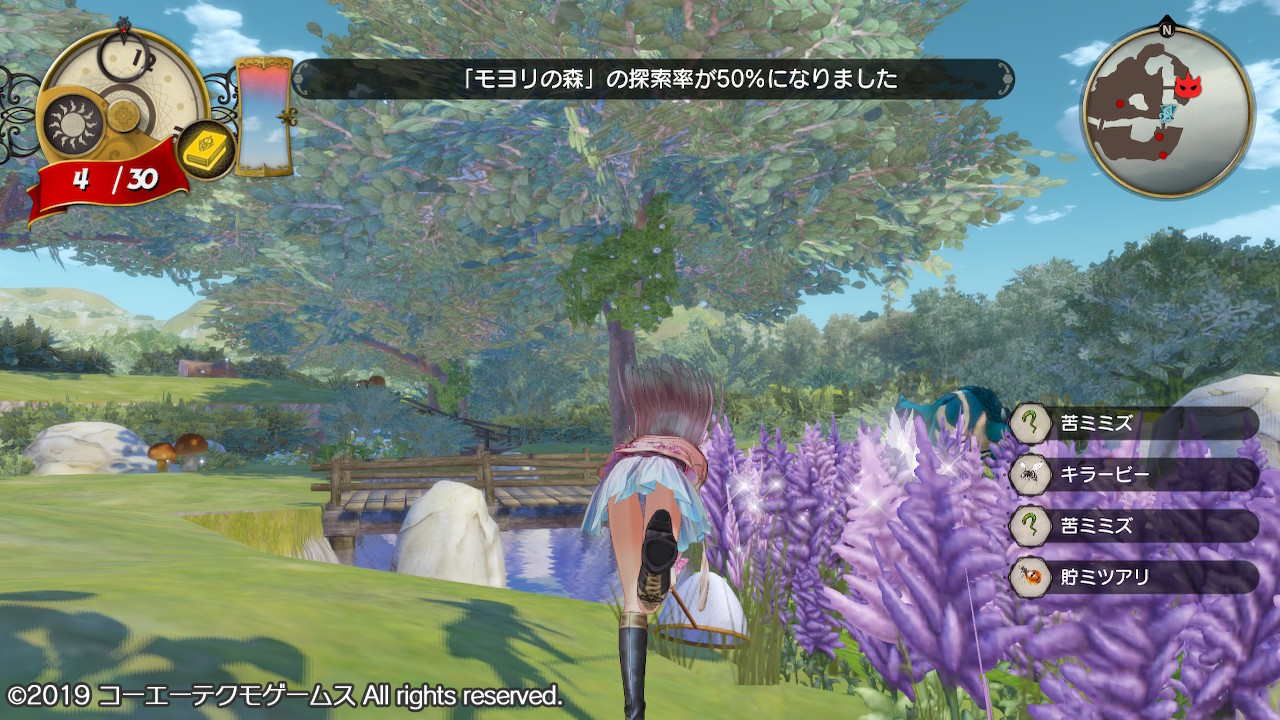 12
「モヨリの森」の探索率が50%になりました
N
4 /30
苦ミミズ
キラービー
苦ミミズ
貯ミツアリ
©2019 コーエーテクモゲームス All rights reserved.